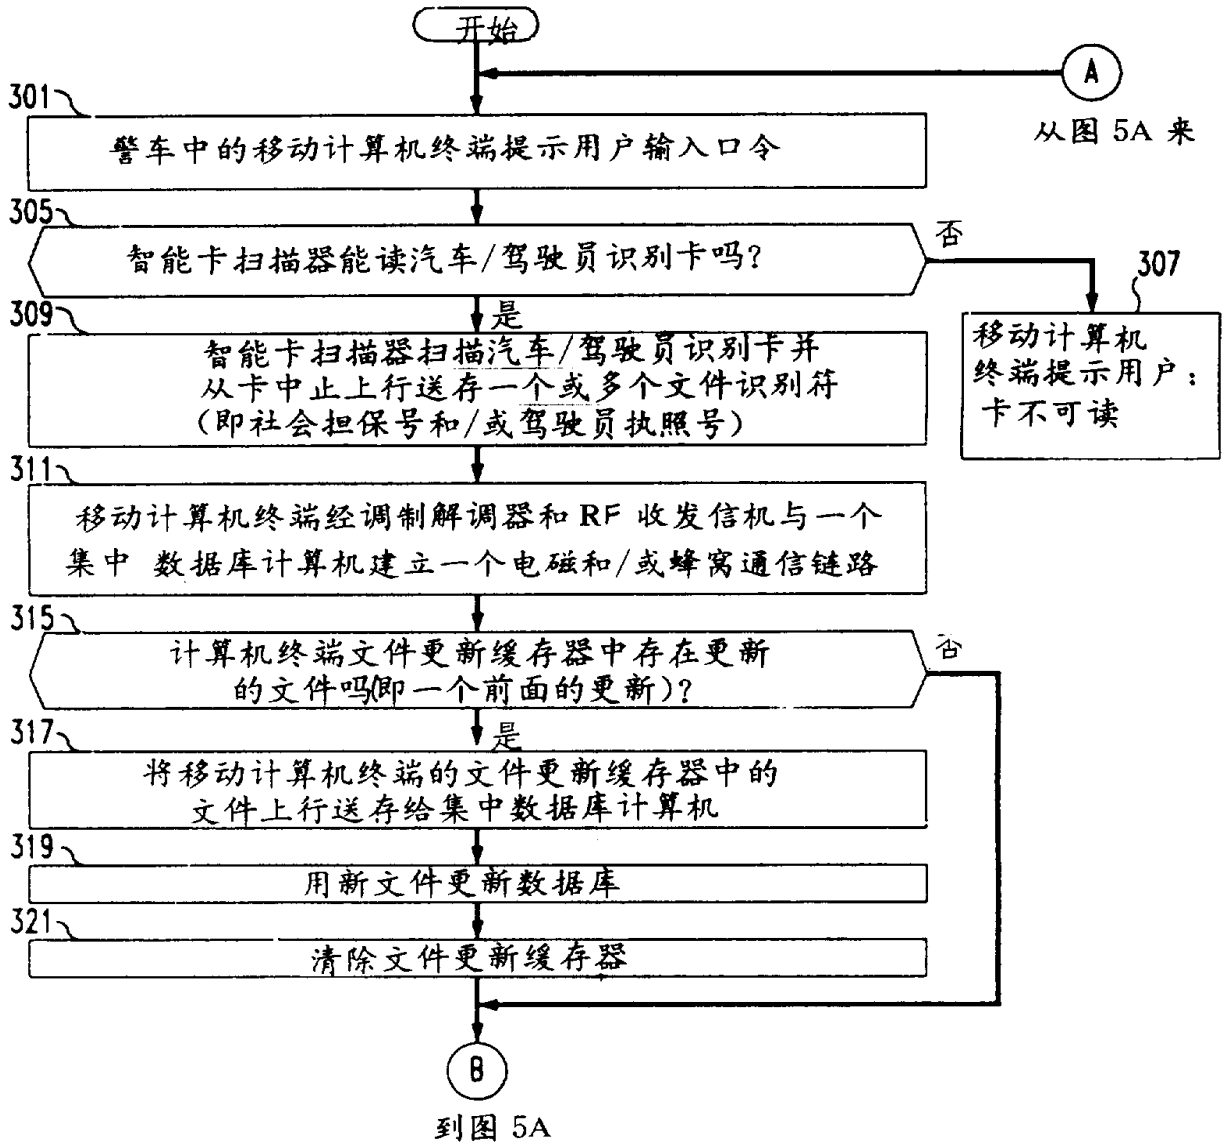 开始
A
从图 5A 来
301
警车中的移动计算机终端提示用户输入口令
305
智能卡扫描器能读汽车/驾驶员识别卡吗?
否
307
移动计算机
终端提示用户:
卡不可读
309
是
智能卡扫描器扫描汽车/驾驶员识别卡并
从卡中止上行送存一个或多个文件识别符
(即社会担保号和/或驾驶员执照号)
311
移动计算机终端经调制解调器和 RF 收发信机与一个
集中 数据库计算机建立一个电磁和/或蜂窝通信链路
315
计算机终端文件更新缓存器中存在更新
的文件吗(即一个前面的更新)?
否
317
是
将移动计算机终端的文件更新缓存器中的
文件上行送存给集中数据库计算机
319
用新文件更新数据库
321
清除文件更新缓存器
B
到图 5A